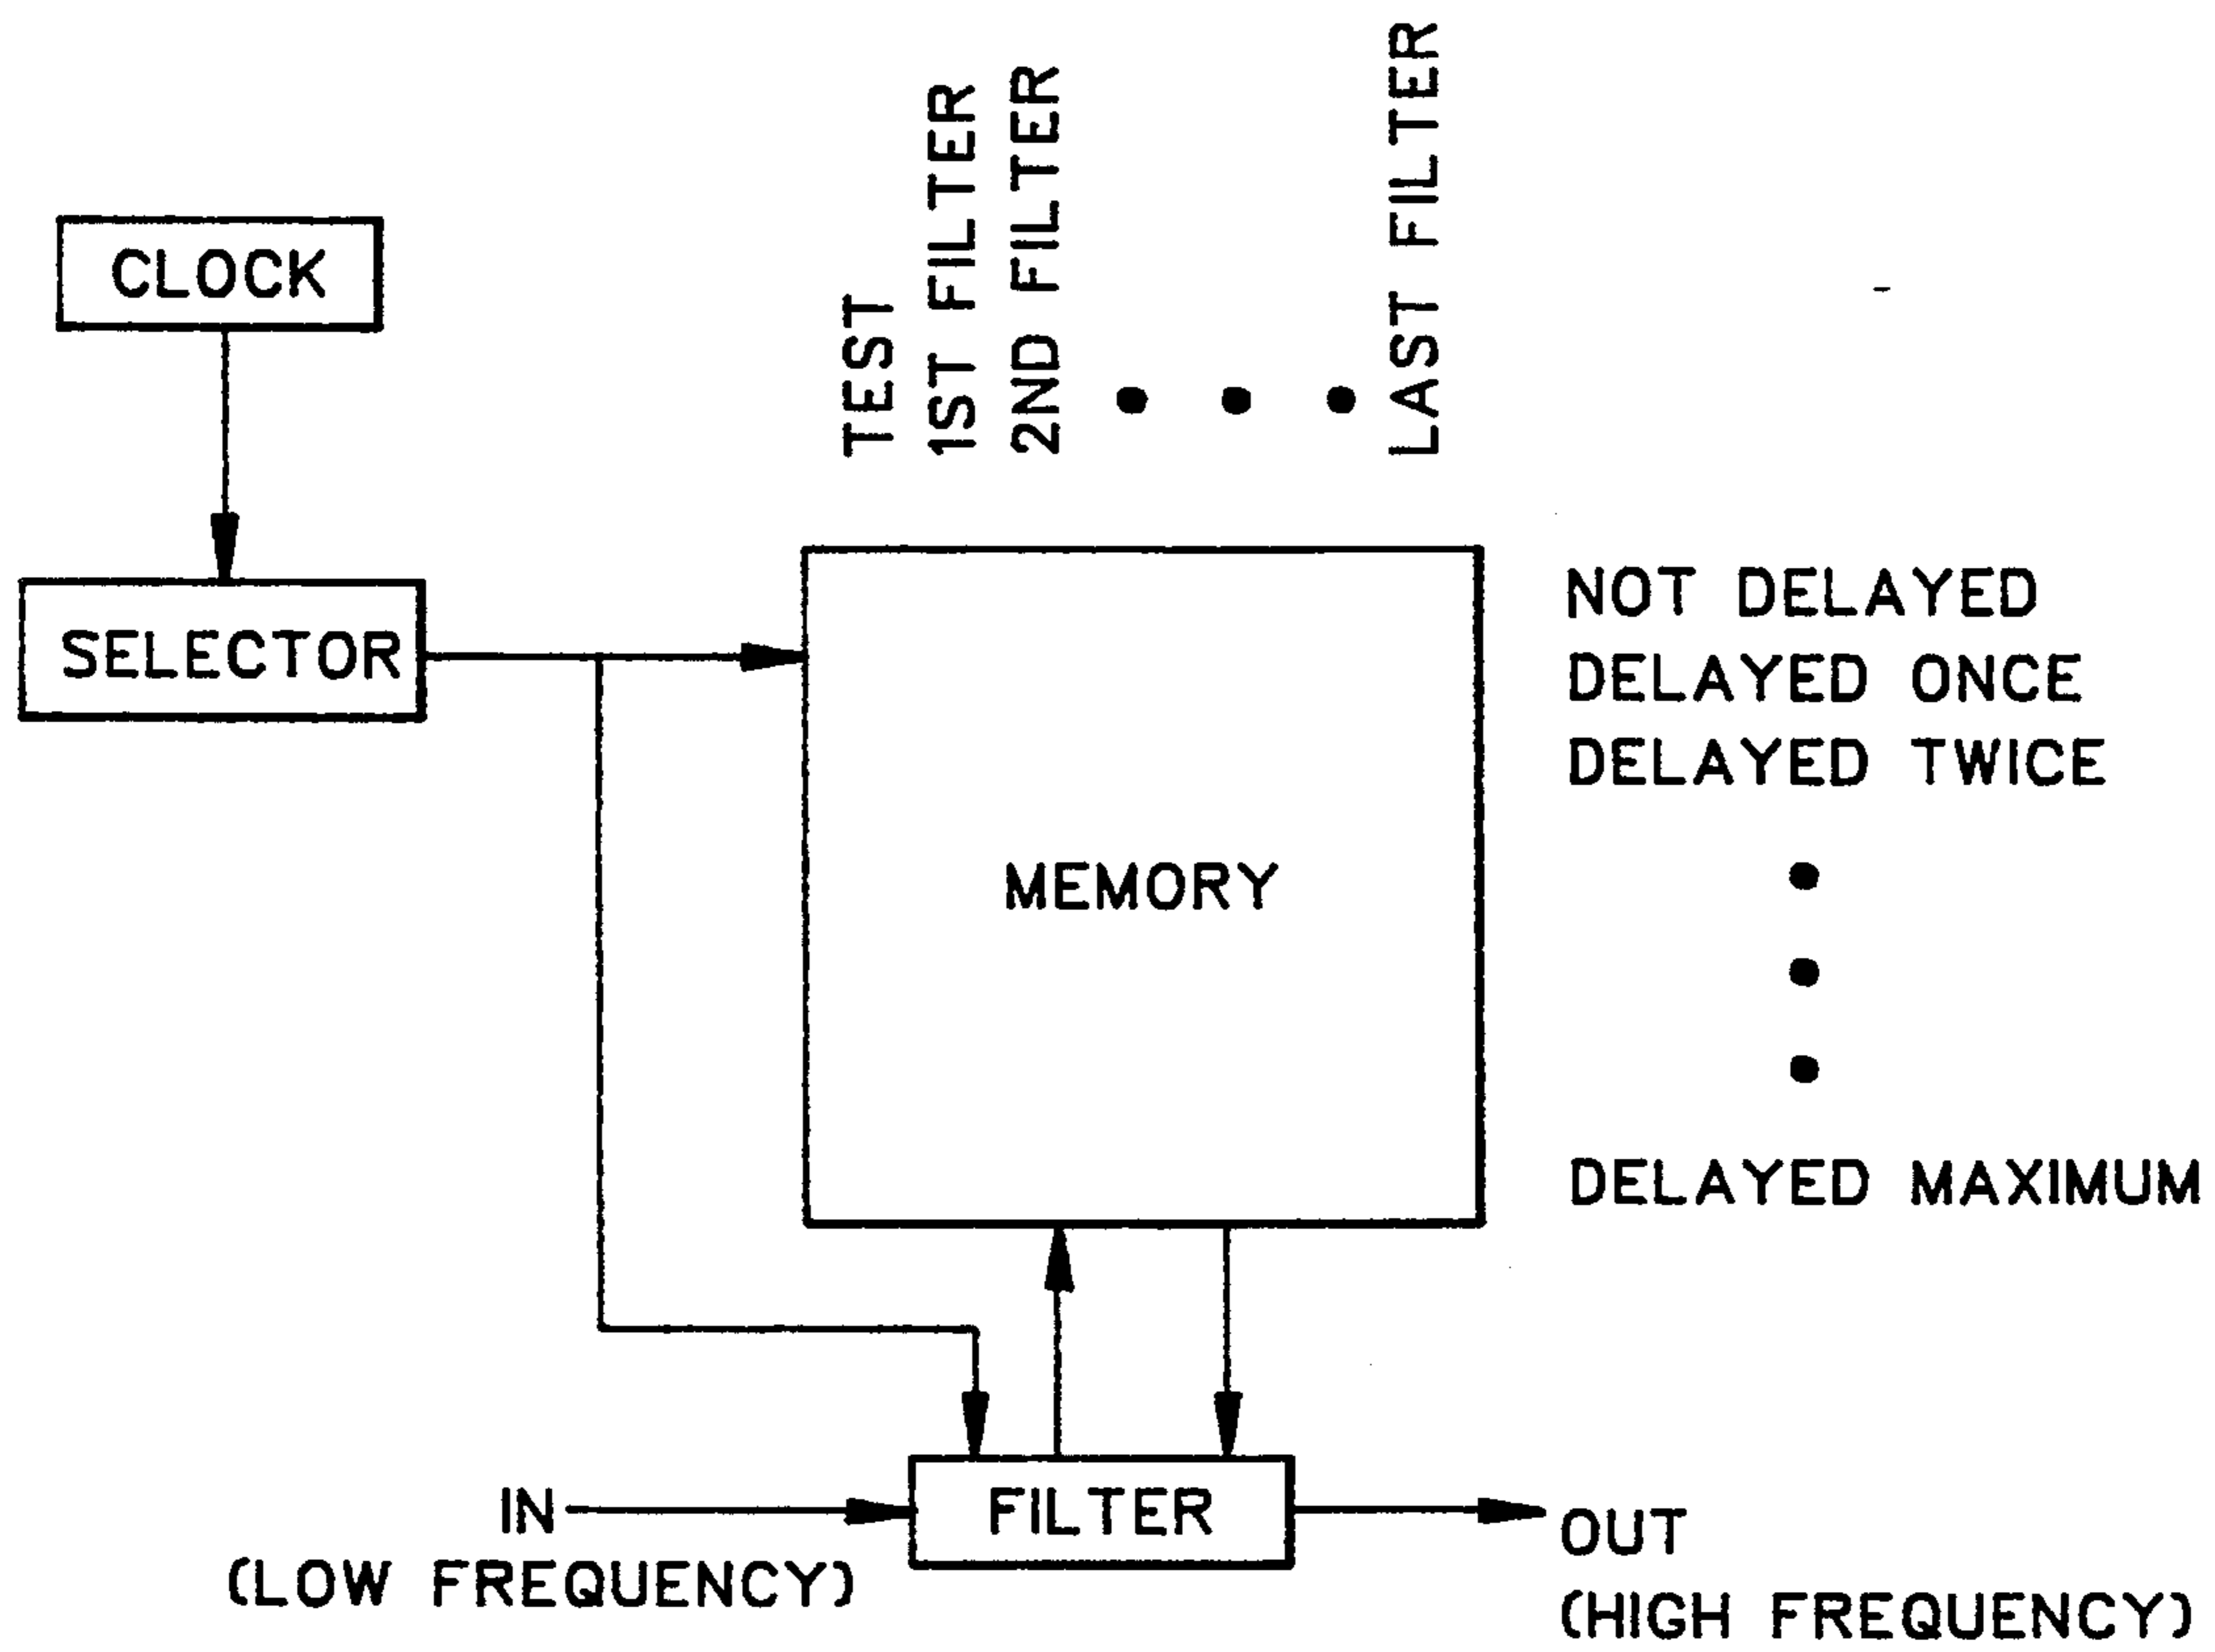 CLOCK
TEST
1ST FILTER
2ND FILTER
LAST FILTER
SELECTOR
NOT DELAYED
DELAYED ONCE
DELAYED TWICE
MEMORY
DELAYED MAXIMUM
IN
(LOW FREQUENCY)
FILTER
OUT
(HIGH FREQUENCY)